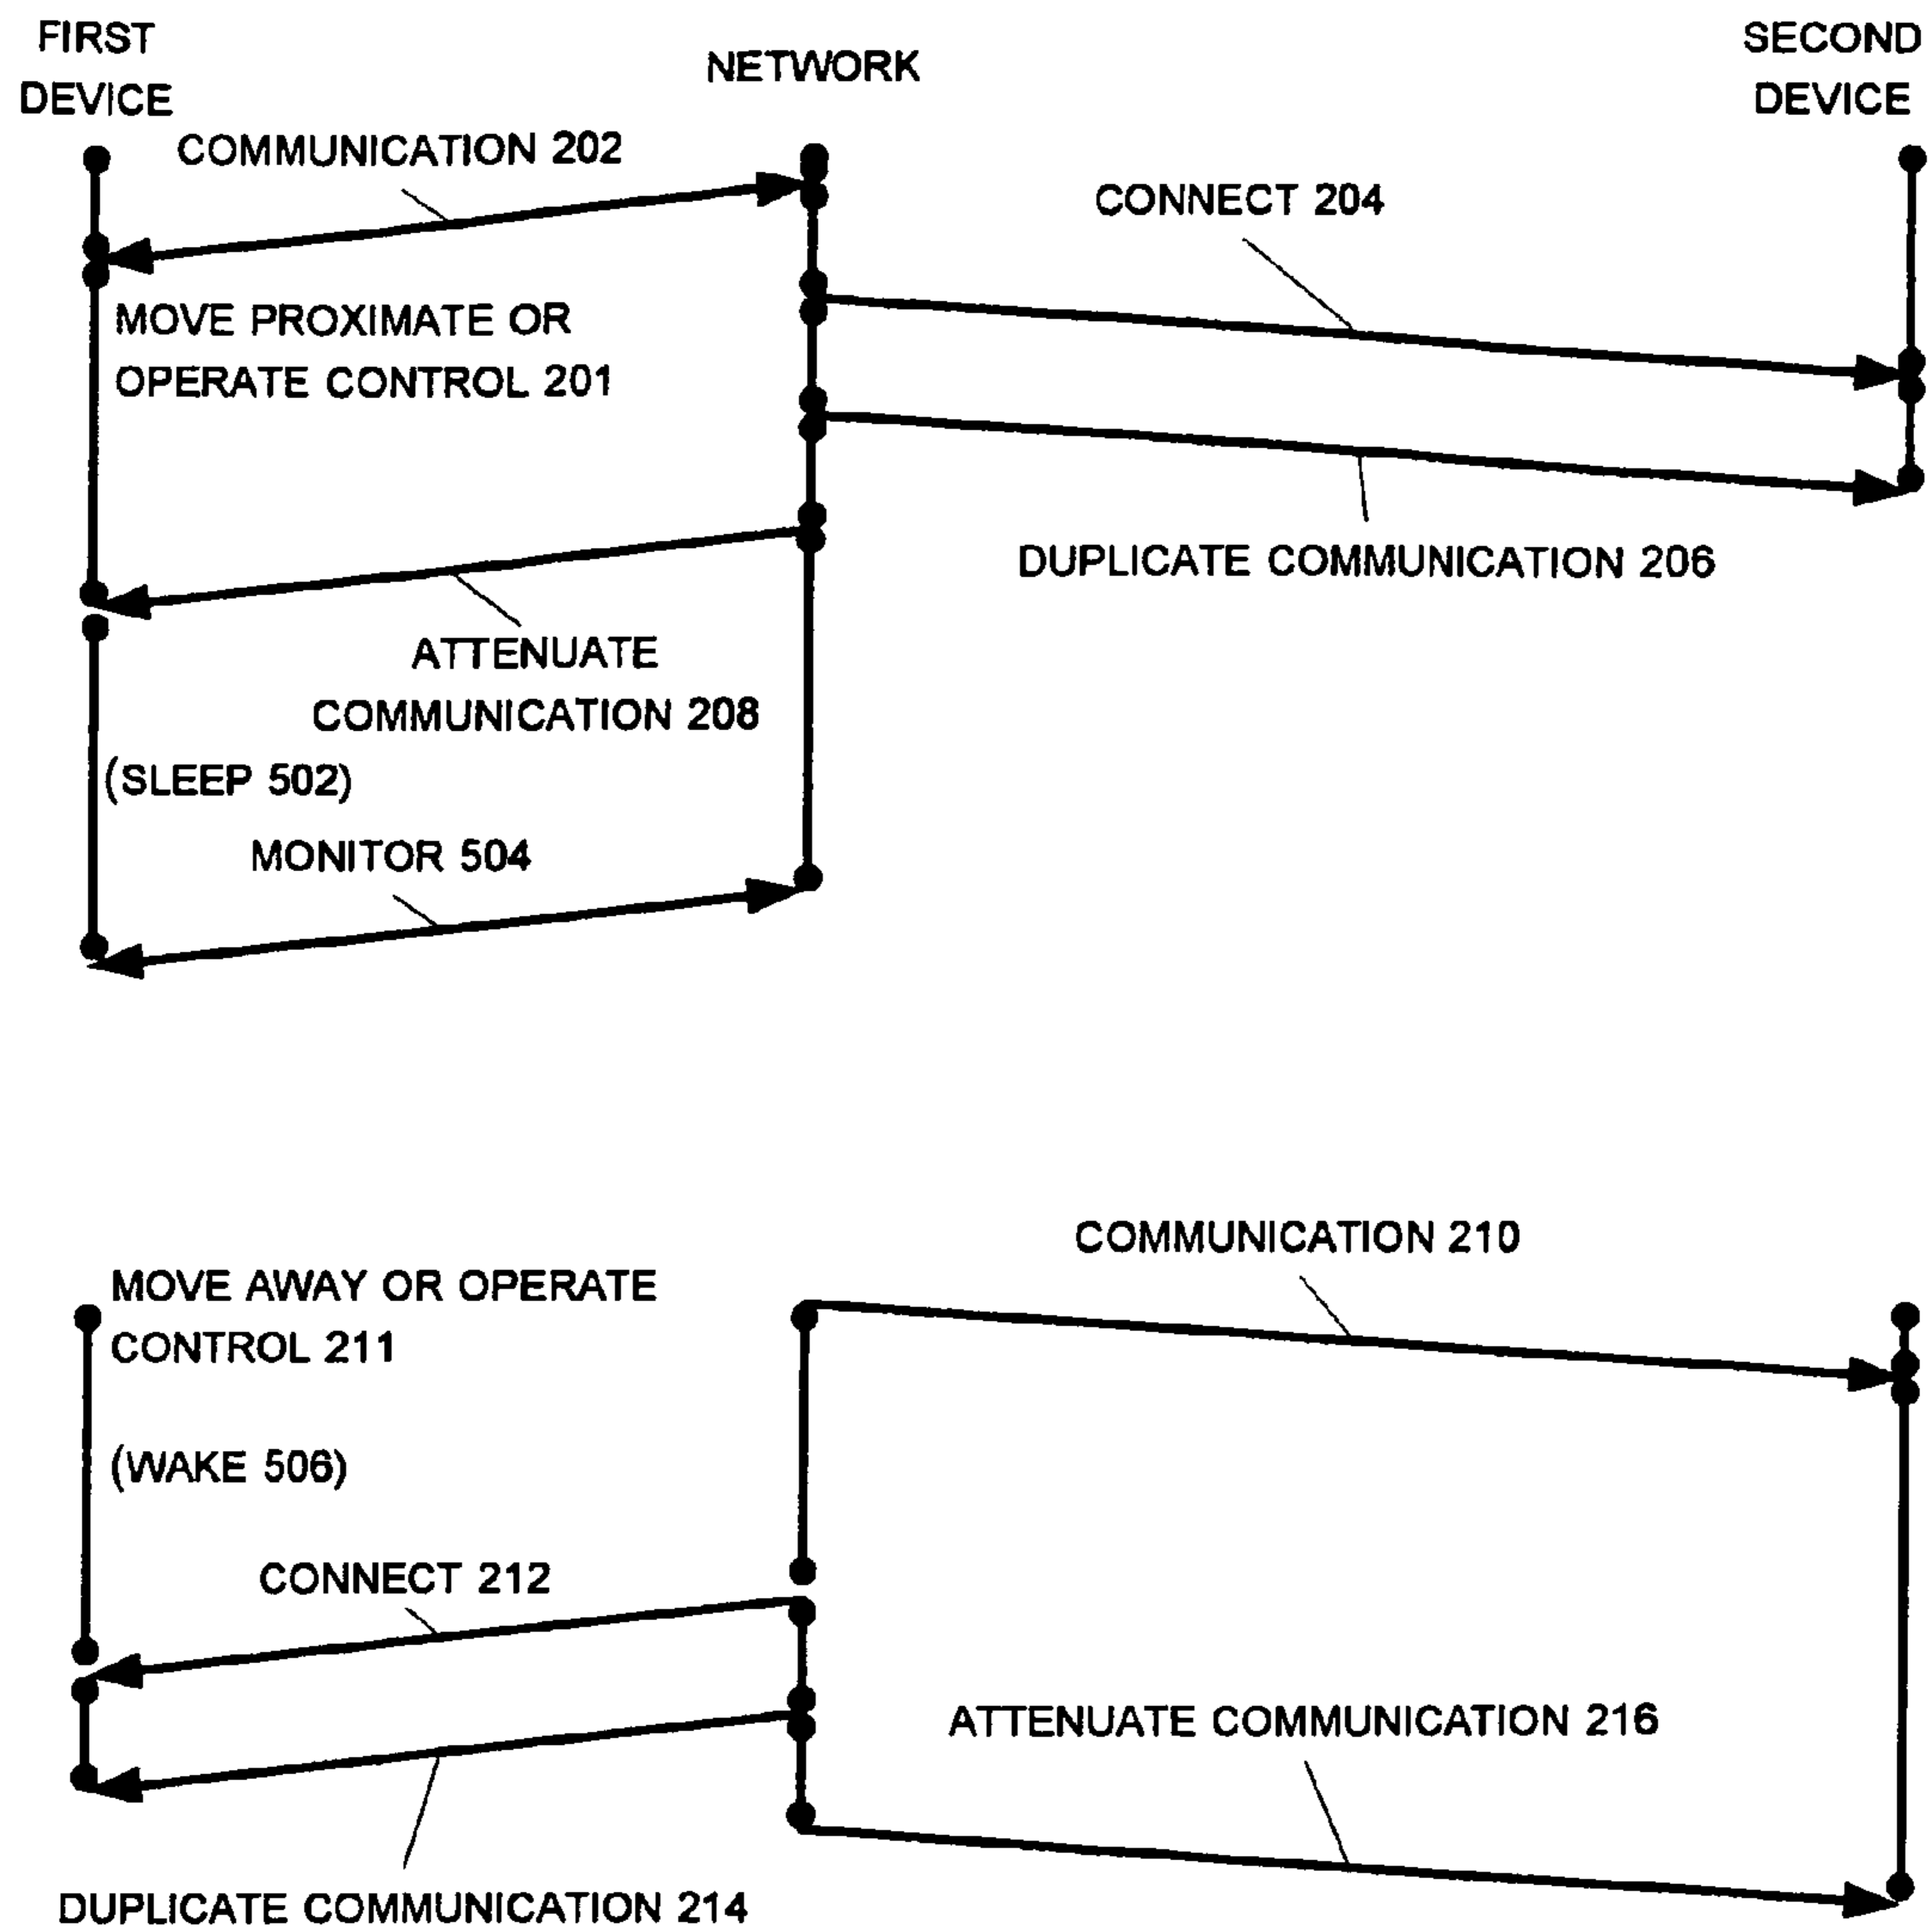 FIRST
DEVICE
NETWORK
SECOND
DEVICE
COMMUNICATION 202
CONNECT 204
MOVE PROXIMATE OR
OPERATE CONTROL 201
DUPLICATE COMMUNICATION 206
ATTENUATE
COMMUNICATION 208
(SLEEP 502)
MONITOR 504
COMMUNICATION 210
MOVE AWAY OR OPERATE
CONTROL 211
(WAKE 506)
CONNECT 212
ATTENUATE COMMUNICATION 216
DUPLICATE COMMUNICATION 214